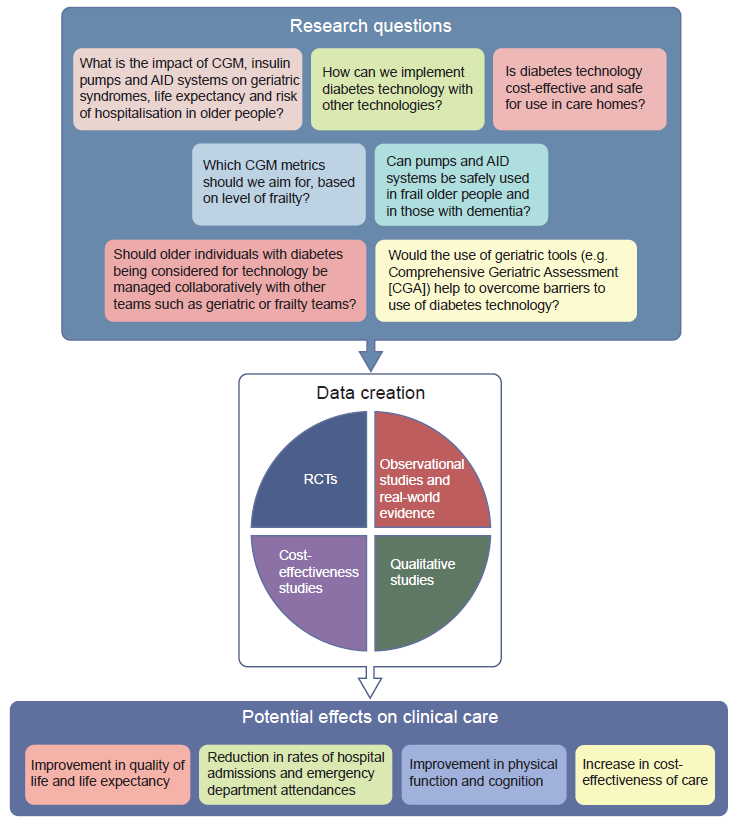 Research questions
What is the impact of CGM, insulin
pumps and AID systems on geriatric
syndromes, life expectancy and risk
of hospitalisation in older people?
How can we implement
diabetes technology with
other technologies?
Is diabetes technology
cost-effective and safe
for use in care homes?
Which CGM metrics
should we aim for, based
on level of frailty?
Can pumps and AID
systems be safely used
in frail older people and
in those with dementia?
Should older individuals with diabetes
being considered for technology be
managed collaboratively with other
teams such as geriatric or frailty teams?
Would the use of geriatric tools (e.g.
Comprehensive Geriatric Assessment
[CGA]) help to overcome barriers to
use of diabetes technology?
Data creation
RCTs
Observational
studies and
real-world
evidence
Cost-
effectiveness
studies
Qualitative
studies
Potential effects on clinical care
Improvement in quality of
life and life expectancy
Reduction in rates of hospital
admissions and emergency
department attendances
Improvement in physical
function and cognition
Increase in cost-
effectiveness of care